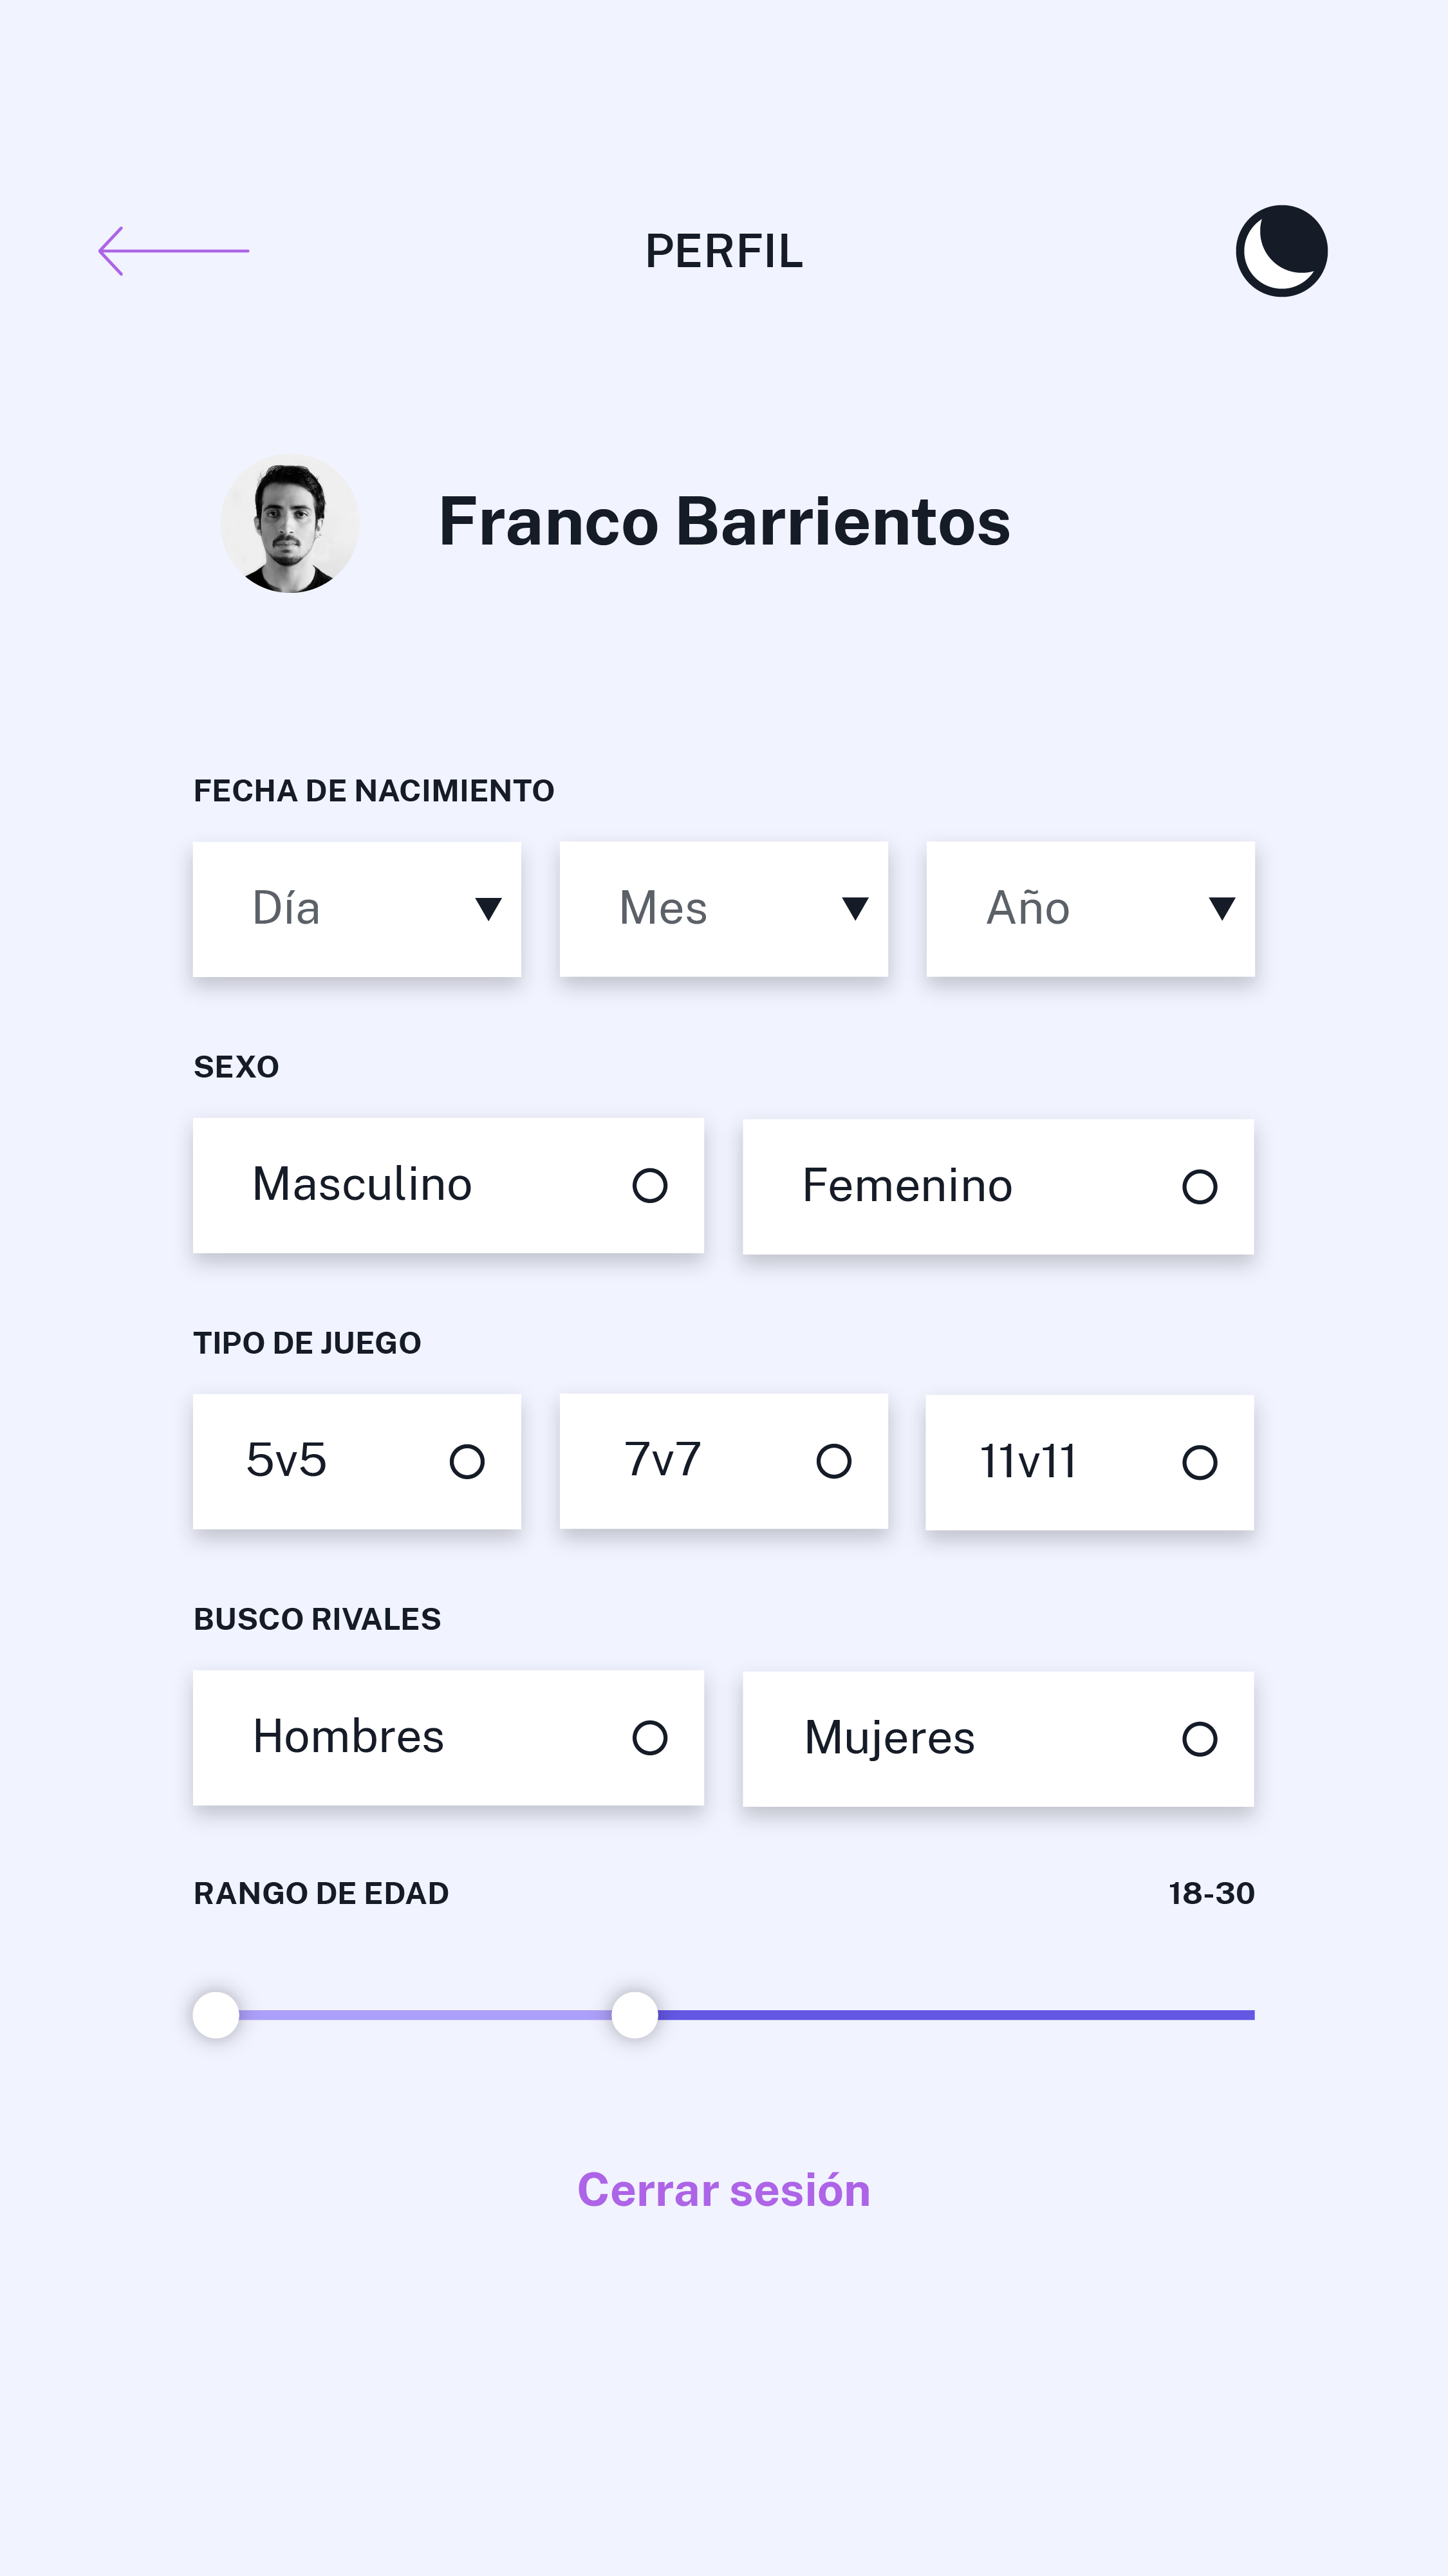 PERFIL
Franco Barrientos
FECHA DE NACIMIENTO
Día Mes Año
SEXO
Masculino Femenino
TIPO DE JUEGO
5v5 7v7 11v11
BUSCO RIVALES
Hombres Mujeres
RANGO DE EDAD 18-30
Cerrar sesión